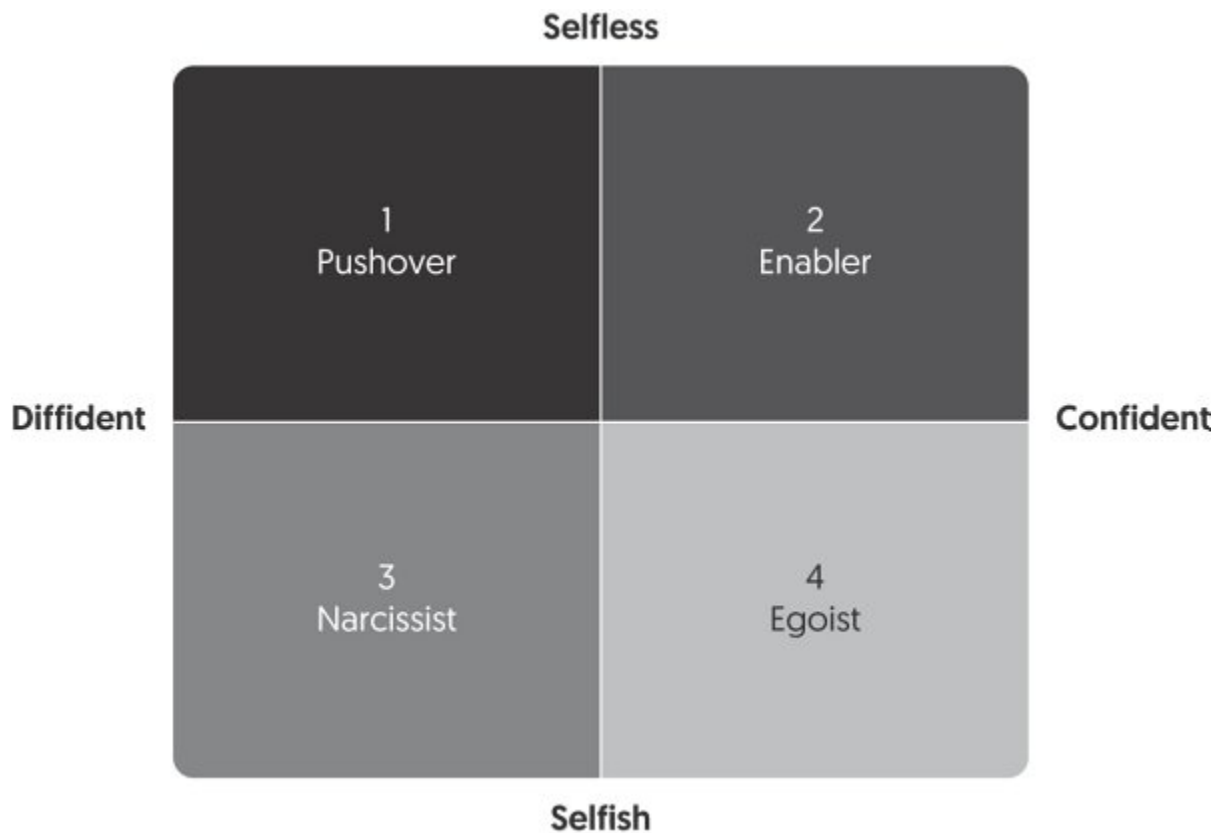 Selfless
1
Pushover
2
Enabler
Diffident
Confident
3
Narcissist
4
Egoist
Selfish